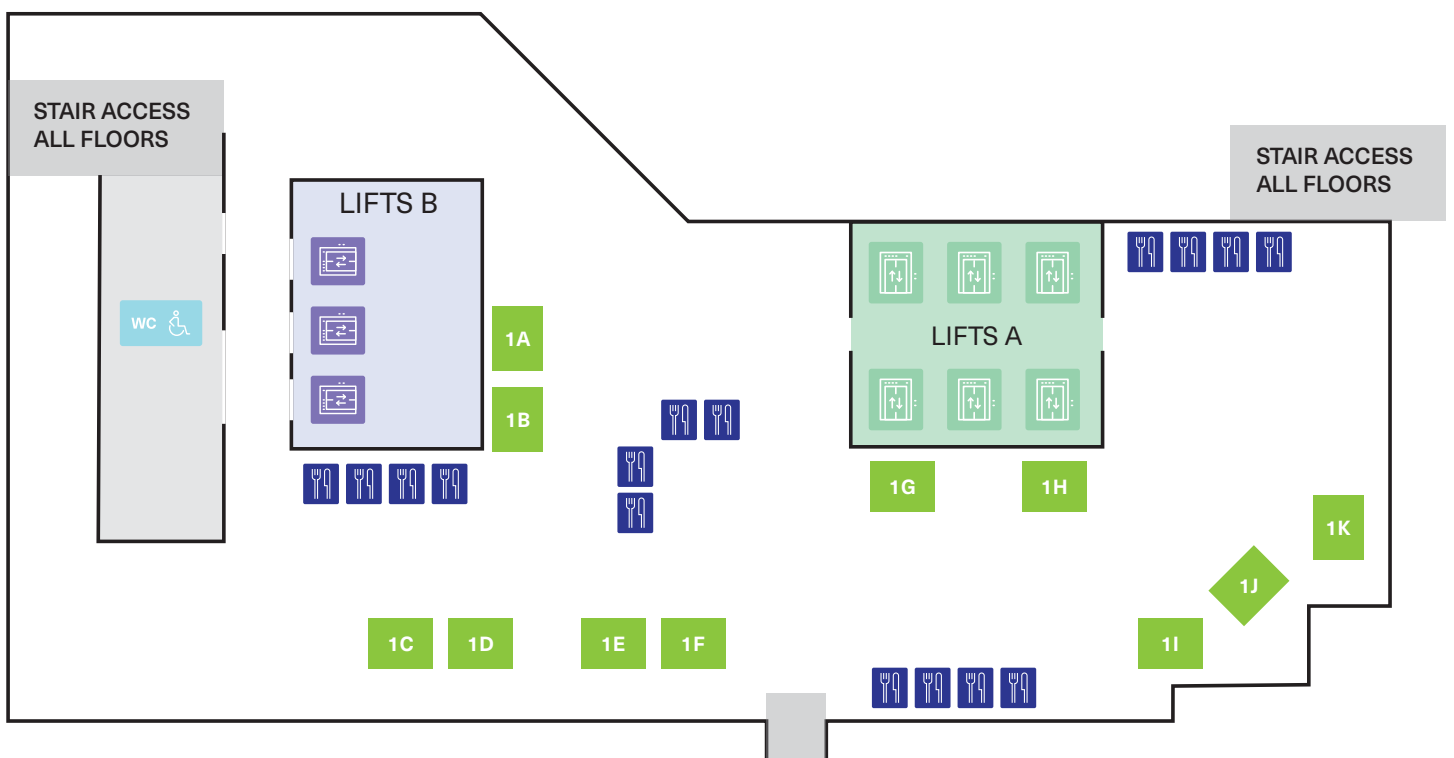 STAIR ACCESS
ALL FLOORS
STAIR ACCESS
ALL FLOORS
LIFTS B
WC
1A
LIFTS A
1B
1G
1H
1K
1J
1C
1D
1E
1F
1I